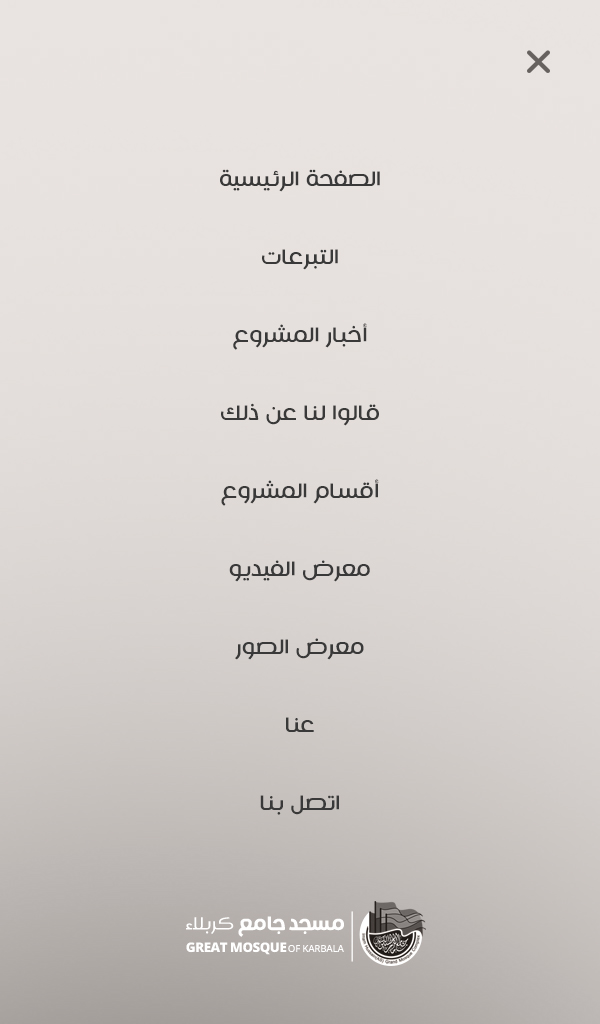 الصفحة الرئيسية
التبرعات
أخبار المشروع
قالوا لنا عن ذلك
أقسام المشروع
معرض الفيديو
معرض الصور
عنا
اتصل بنا
مسجد جامع كربلاء
GREAT MOSQUE OF KARBALA